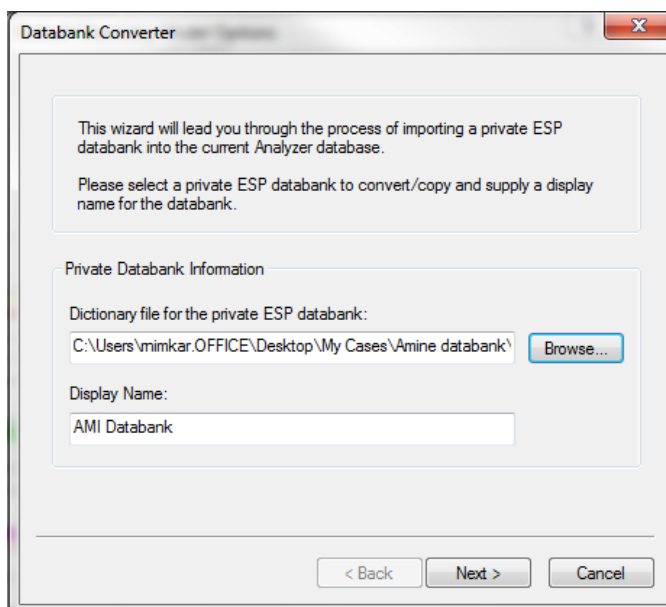 Databank Converter
This wizard will lead you through the process of importing a private ESP
databank into the current Analyzer database.
Please select a private ESP databank to convert/copy and supply a display
name for the databank.
Private Databank Information
Dictionary file for the private ESP databank:
C:\Users\mimkar.OFFICE\Desktop\My Cases\Amine databank\
Browse...
Display Name:
AMI Databank
< Back
Next >
Cancel